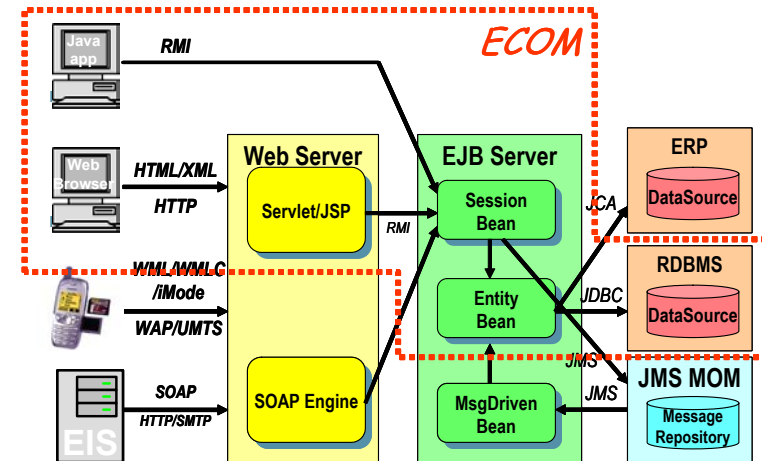 ECOM
Java
app
RMI
Web
Browser
HTML/XML
HTTP
WML/WMLC
/iMode
WAP/UMTS
EIS
SOAP
HTTP/SMTP
Web Server
Servlet/JSP
SOAP Engine
RMI
EJB Server
Session
Bean
Entity
Bean
MsgDriven
Bean
JCA
JDBC
JMS
JMS
ERP
DataSource
RDBMS
DataSource
JMS MOM
Message
Repository